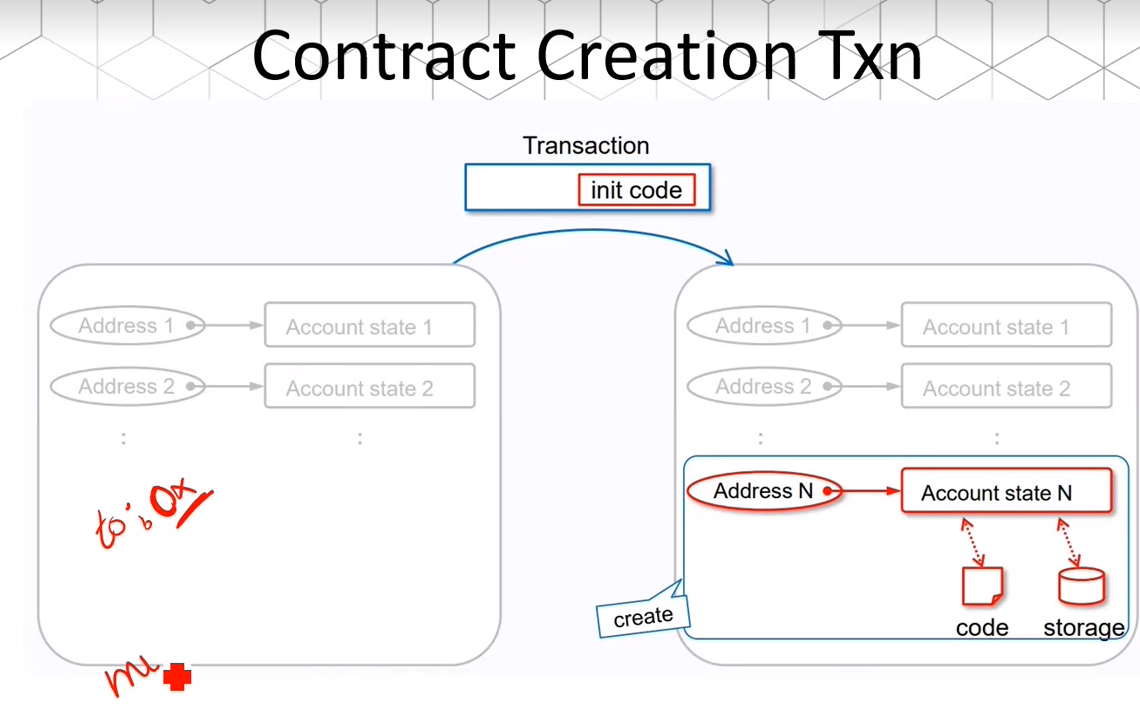 Contract Creation Txn
Transaction
init code
Address 1
Account state 1
Address 2
Account state 2
:
:
to: 0x
Address 1
Account state 1
Address 2
Account state 2
:
:
Address N
Account state N
create
code
storage